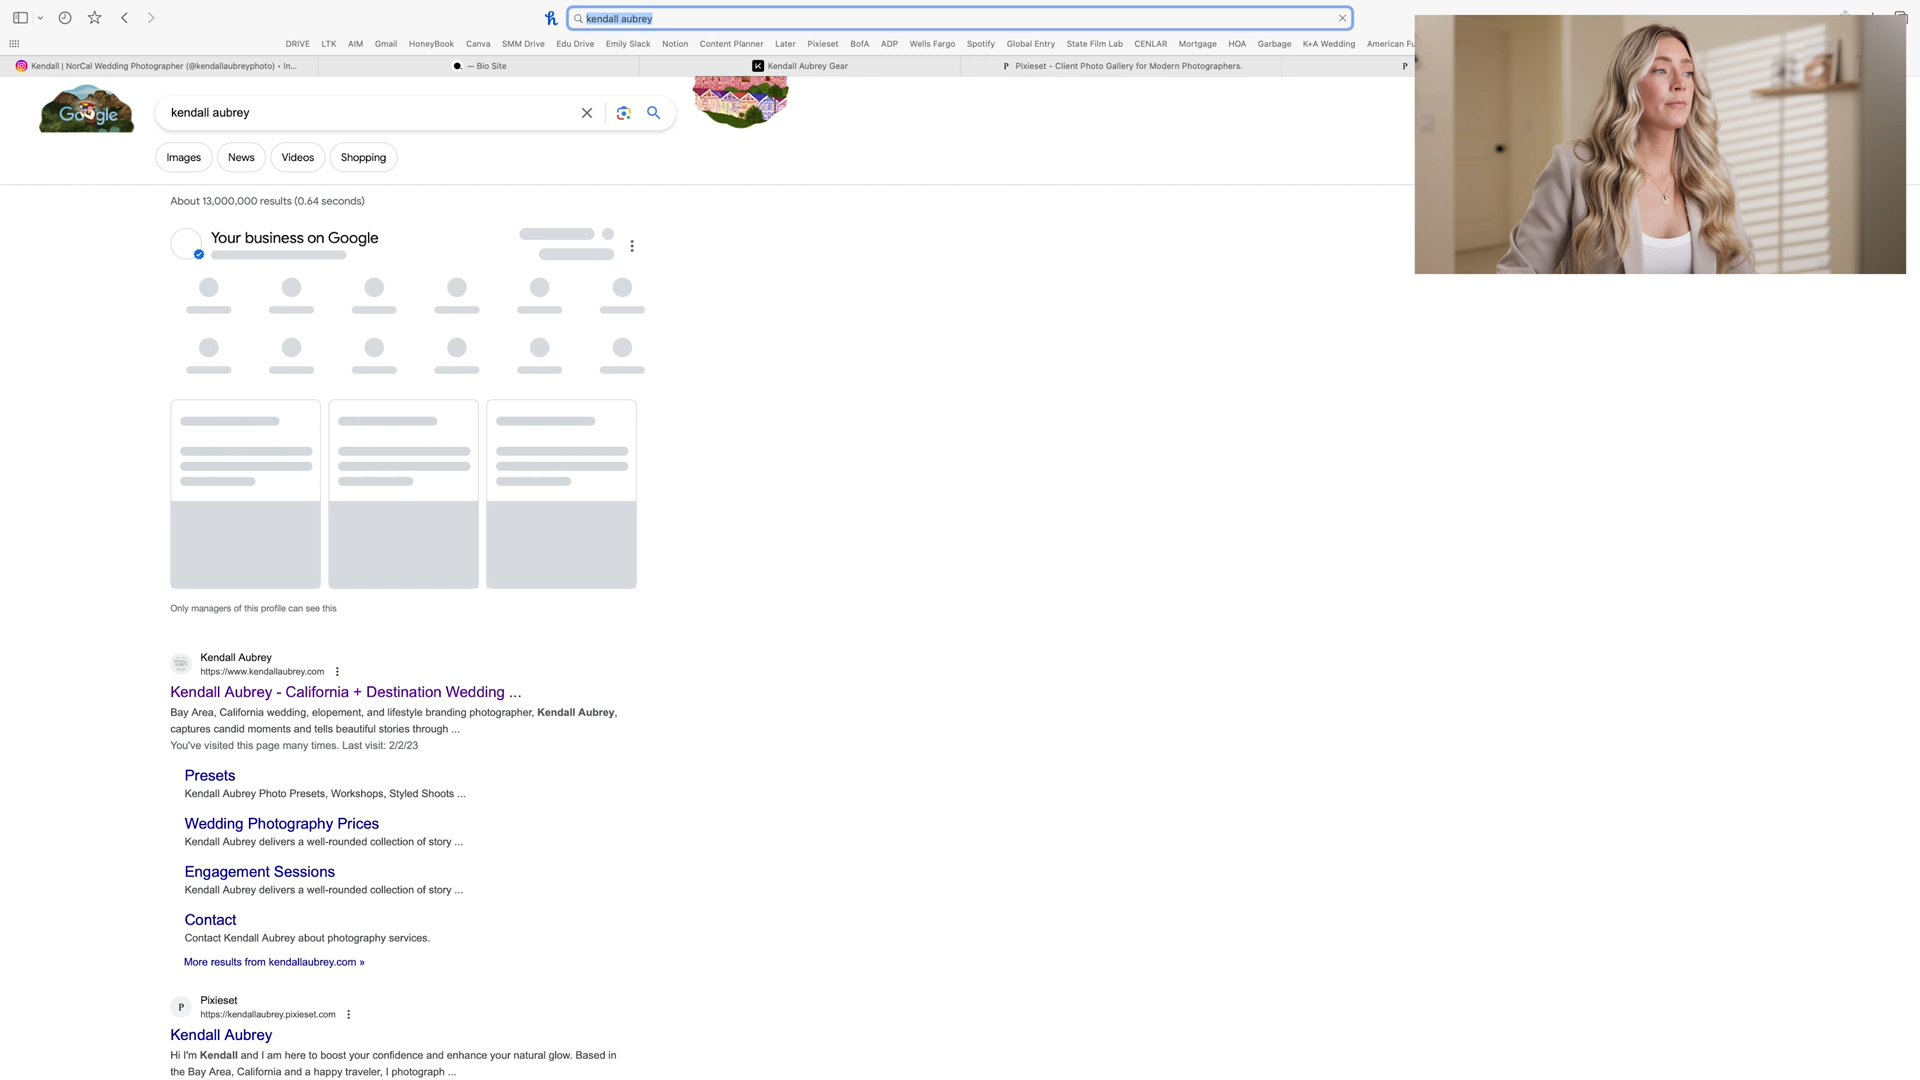 kendall aubrey
DRIVE LTK AIM Gmail HoneyBook Canva SMM Drive Edu Drive Emily Slack Notion Content Planner Later Pixieset BofA ADP Wells Fargo Spotify Global Entry State Film Lab CENLAR Mortgage HOA Garbage K+A Wedding American Fu
Kendall | NorCal Wedding Photographer (@kendallaubreyphoto) • In... — Bio Site Kendall Aubrey Gear P Pixieset - Client Photo Gallery for Modern Photographers. P
Google kendall aubrey
Images News Videos Shopping
About 13,000,000 results (0.64 seconds)
Your business on Google
Only managers of this profile can see this
Kendall Aubrey
https://www.kendallaubrey.com
Kendall Aubrey - California + Destination Wedding ...
Bay Area, California wedding, elopement, and lifestyle branding photographer, Kendall Aubrey,
captures candid moments and tells beautiful stories through ...
You've visited this page many times. Last visit: 2/2/23
Presets
Kendall Aubrey Photo Presets, Workshops, Styled Shoots ...
Wedding Photography Prices
Kendall Aubrey delivers a well-rounded collection of story ...
Engagement Sessions
Kendall Aubrey delivers a well-rounded collection of story ...
Contact
Contact Kendall Aubrey about photography services.
More results from kendallaubrey.com »
Pixieset
P https://kendallaubrey.pixieset.com
Kendall Aubrey
Hi I'm Kendall and I am here to boost your confidence and enhance your natural glow. Based in
the Bay Area, California and a happy traveler, I photograph ...